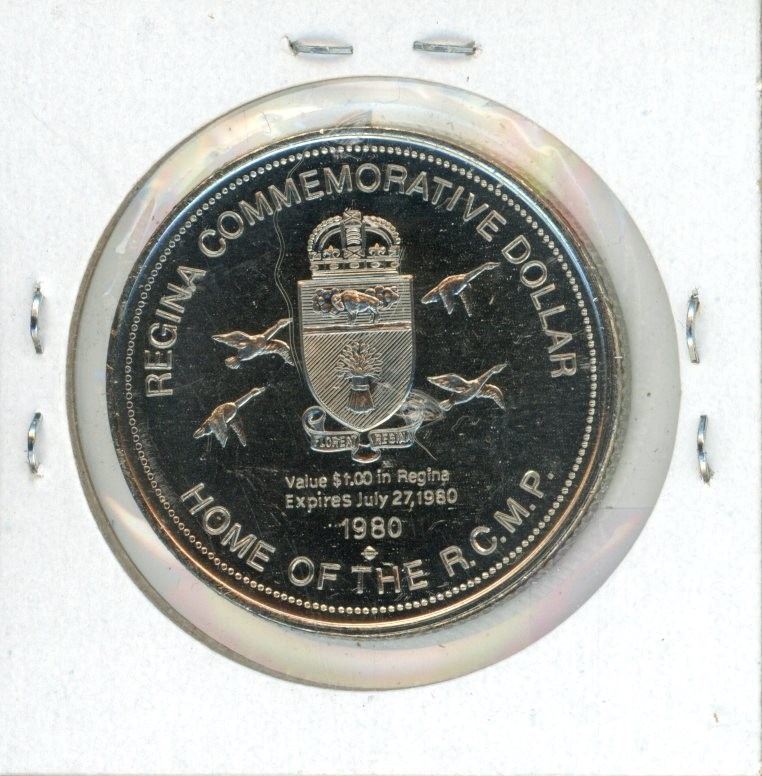 REGINA COMMEMORATIVE DOLLAR
FLOREAT REGINA
Value $1.00 in Regina
Expires July 27, 1980
1980
HOME OF THE R.C.M.P.